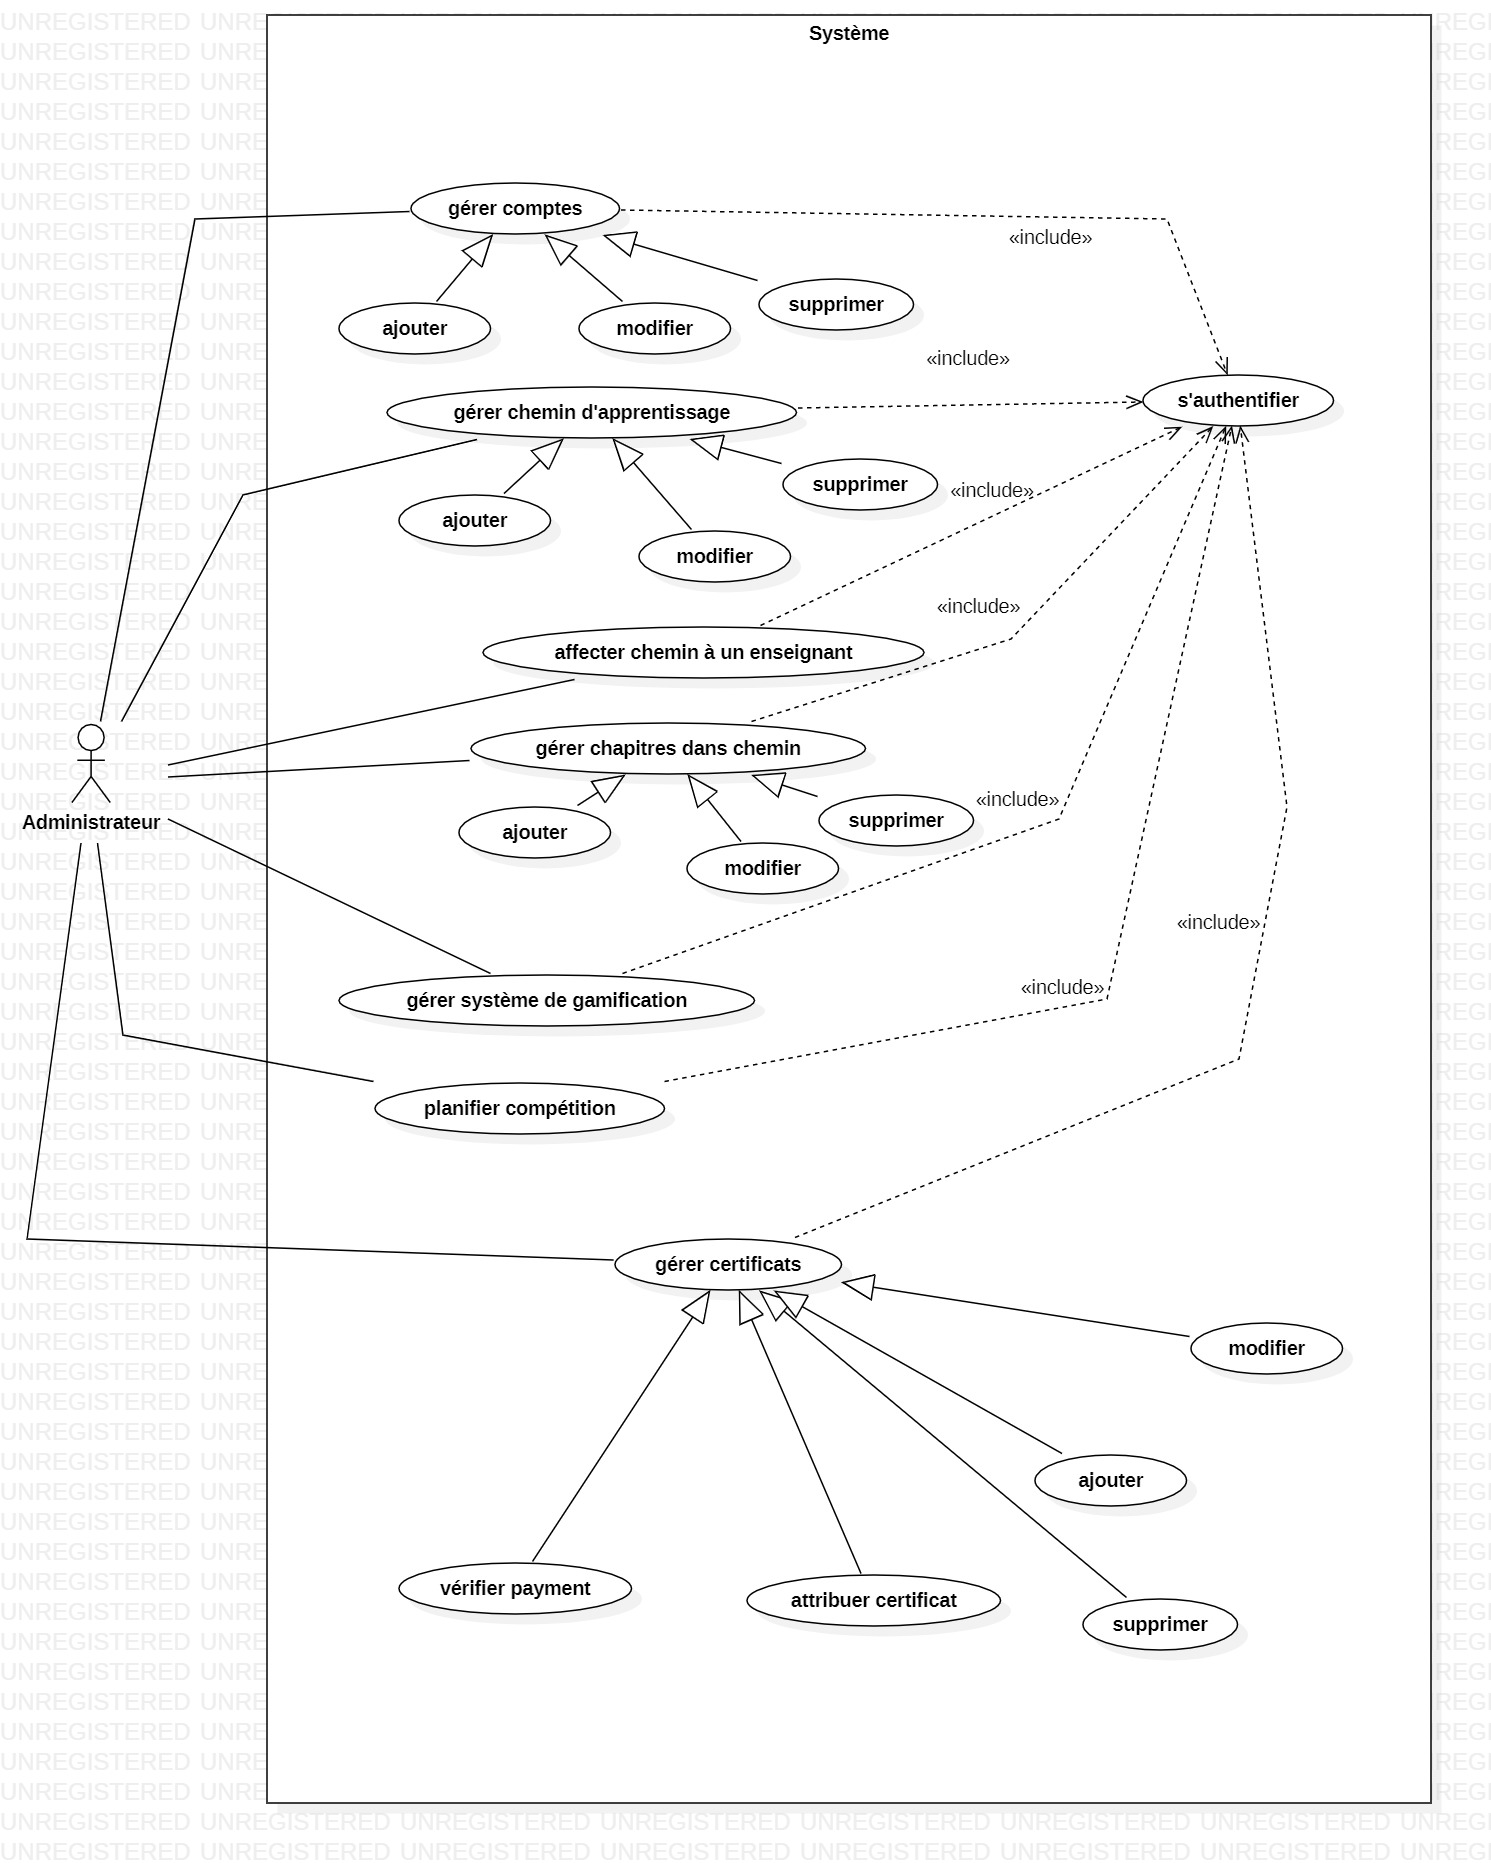 Système
gérer comptes
«include»
supprimer
ajouter
modifier
«include»
s'authentifier
gérer chemin d'apprentissage
supprimer
«include»
ajouter
modifier
«include»
affecter chemin à un enseignant
gérer chapitres dans chemin
«include»
supprimer
Administrateur
ajouter
modifier
«include»
«include»
gérer système de gamification
planifier compétition
gérer certificats
modifier
ajouter
vérifier payment
attribuer certificat
supprimer
UNREGISTERED UNREGISTERED UNREGISTERED UNREGISTERED UNREGISTERED UNREGISTERED UNREGISTERED